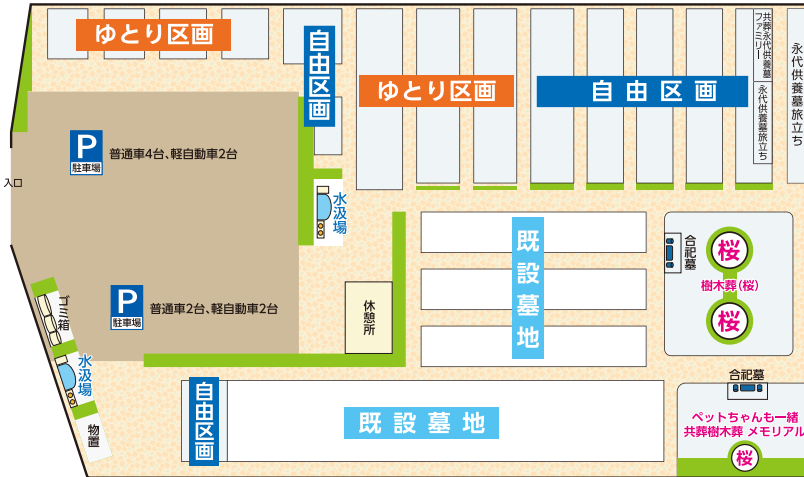 ゆとり区画
自由区画
ゆとり区画
自由区画
共葬永代供養墓
ファミリー
永代供養墓旅立ち
永代供養墓旅立ち
P
駐車場
普通車4台、軽自動車2台
入口
水汲場
P
駐車場
普通車2台、軽自動車2台
休憩所
既設墓地
合祀墓
桜
樹木葬(桜)
桜
ゴミ箱
水汲場
物置
自由区画
既設墓地
合祀墓
ペットちゃんも一緒
共葬樹木葬 メモリアル
桜